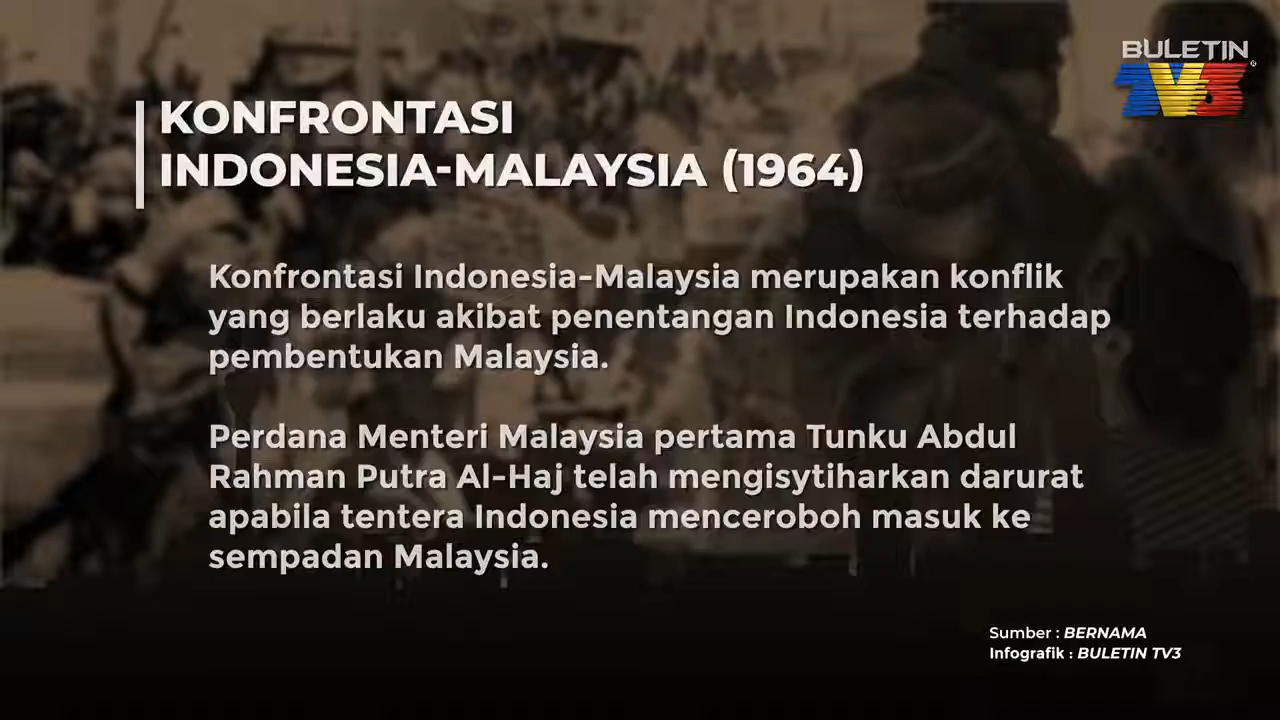 BULETIN
TV3
KONFRONTASI
INDONESIA-MALAYSIA (1964)
Konfrontasi Indonesia-Malaysia merupakan konflik
yang berlaku akibat penentangan Indonesia terhadap
pembentukan Malaysia.
Perdana Menteri Malaysia pertama Tunku Abdul
Rahman Putra Al-Haj telah mengisytiharkan darurat
apabila tentera Indonesia menceroboh masuk ke
sempadan Malaysia.
Sumber : BERNAMA
Infografik : BULETIN TV3